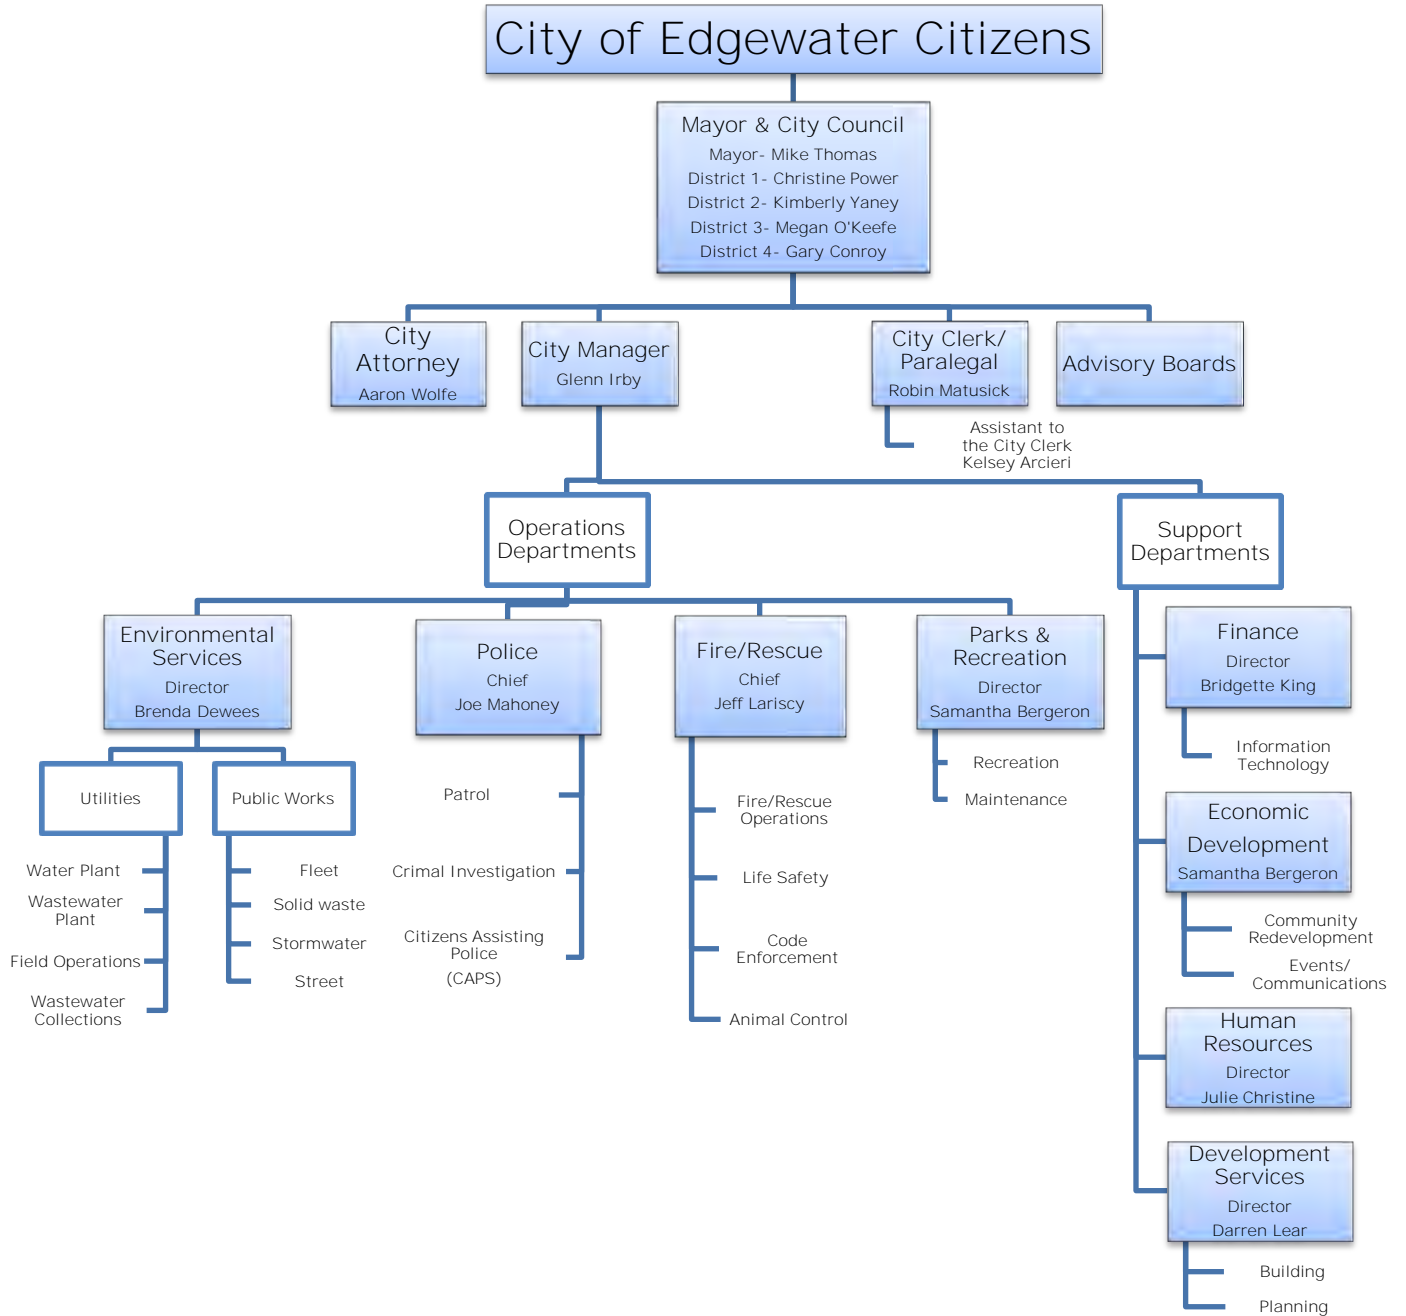 City of Edgewater Citizens
Mayor & City Council
Mayor- Mike Thomas
District 1- Christine Power
District 2- Kimberly Yaney
District 3- Megan O'Keefe
District 4- Gary Conroy
City
Attorney
Aaron Wolfe
City Manager
Glenn Irby
City Clerk/
Paralegal
Robin Matusick
Advisory Boards
Assistant to
the City Clerk
Kelsey Arcieri
Operations
Departments
Support
Departments
Environmental
Services
Director
Brenda Dewees
Utilities
Water Plant
Wastewater
Plant
Field Operations
Wastewater
Collections
Public Works
Fleet
Solid waste
Stormwater
Street
Police
Chief
Joe Mahoney
Patrol
Crimal Investigation
Citizens Assisting
Police
(CAPS)
Fire/Rescue
Chief
Jeff Lariscy
Fire/Rescue
Operations
Life Safety
Code
Enforcement
Animal Control
Parks &
Recreation
Director
Samantha Bergeron
Recreation
Maintenance
Finance
Director
Bridgette King
Information
Technology
Economic
Development
Samantha Bergeron
Community
Redevelopment
Events/
Communications
Human
Resources
Director
Julie Christine
Development
Services
Director
Darren Lear
Building
Planning